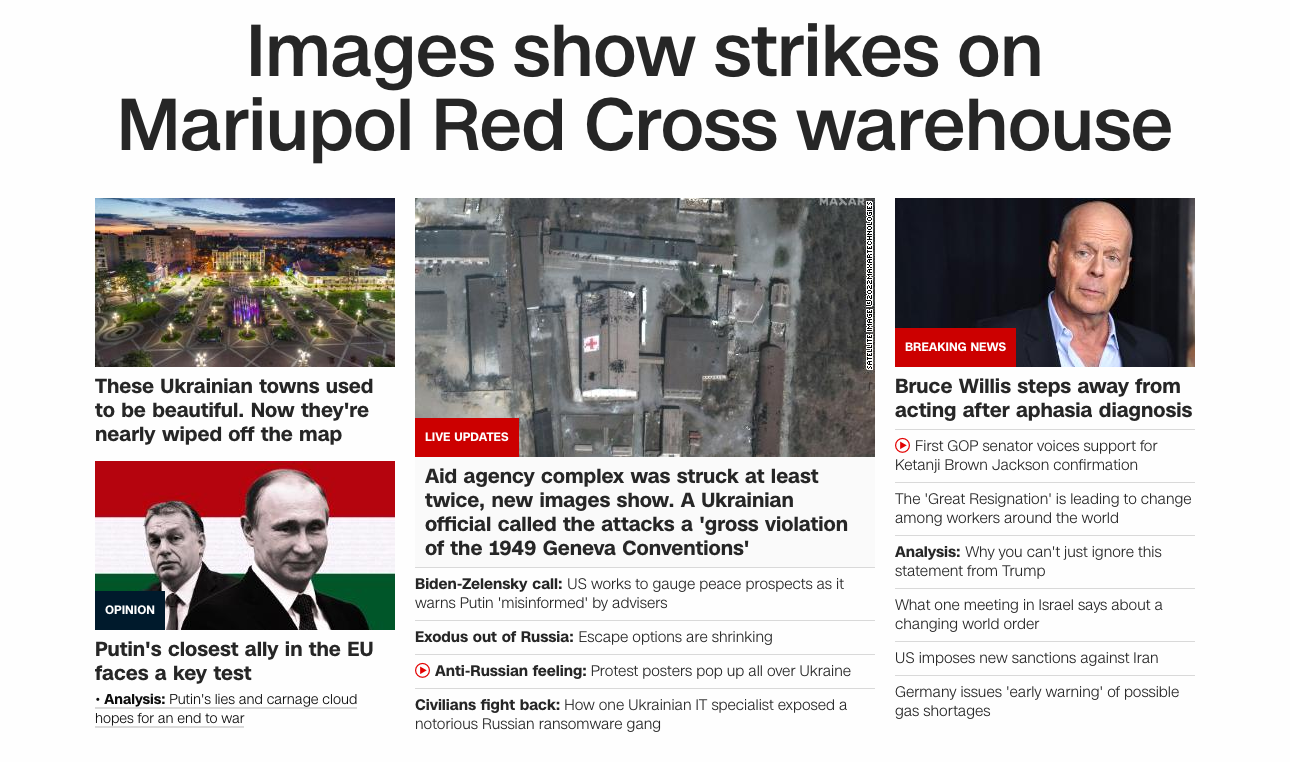 Images show strikes on
Mariupol Red Cross warehouse
These Ukrainian towns used
to be beautiful. Now they're
nearly wiped off the map
OPINION
Putin's closest ally in the EU
faces a key test
• Analysis: Putin's lies and carnage cloud
hopes for an end to war
MAXAR
SATELLITE IMAGE ©2022 MAXAR TECHNOLOGIES
LIVE UPDATES
Aid agency complex was struck at least
twice, new images show. A Ukrainian
official called the attacks a 'gross violation
of the 1949 Geneva Conventions'
Biden-Zelensky call: US works to gauge peace prospects as it
warns Putin 'misinformed' by advisers
Exodus out of Russia: Escape options are shrinking
Anti-Russian feeling: Protest posters pop up all over Ukraine
Civilians fight back: How one Ukrainian IT specialist exposed a
notorious Russian ransomware gang
BREAKING NEWS
Bruce Willis steps away from
acting after aphasia diagnosis
First GOP senator voices support for
Ketanji Brown Jackson confirmation
The 'Great Resignation' is leading to change
among workers around the world
Analysis: Why you can't just ignore this
statement from Trump
What one meeting in Israel says about a
changing world order
US imposes new sanctions against Iran
Germany issues 'early warning' of possible
gas shortages